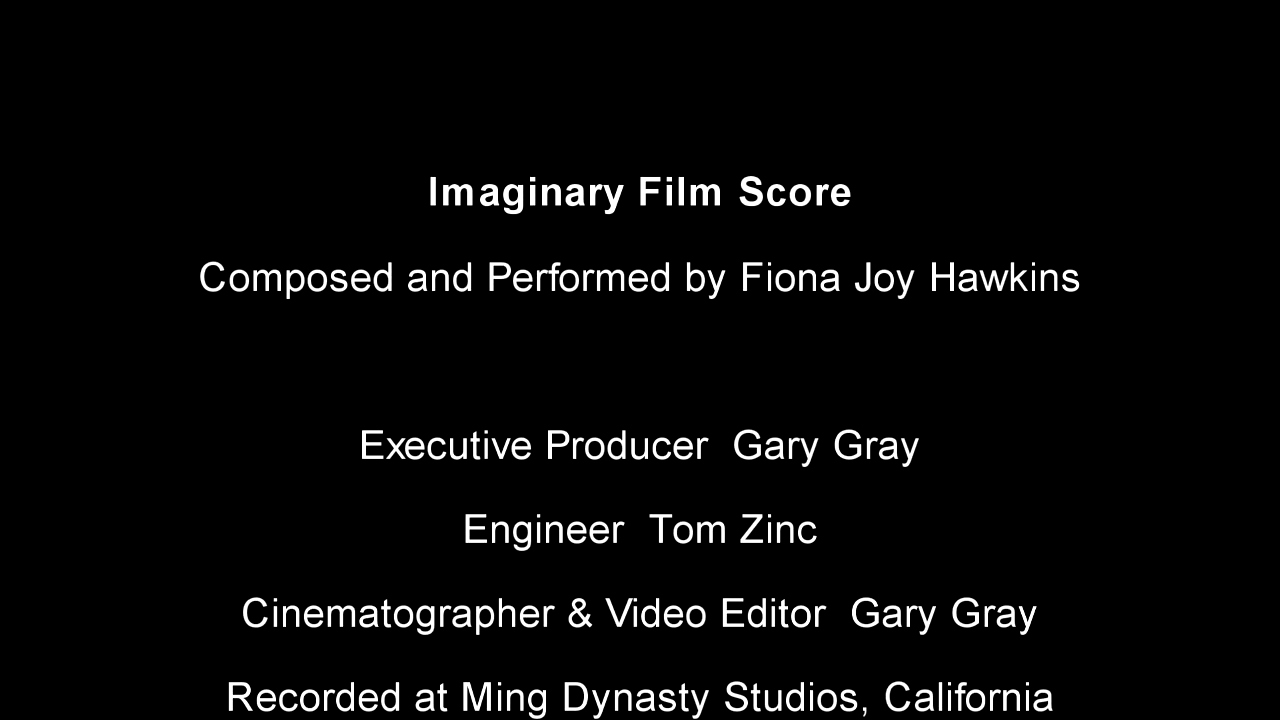 Imaginary Film Score
Composed and Performed by Fiona Joy Hawkins
Executive Producer  Gary Gray
Engineer  Tom Zinc
Cinematographer & Video Editor  Gary Gray
Recorded at Ming Dynasty Studios, California